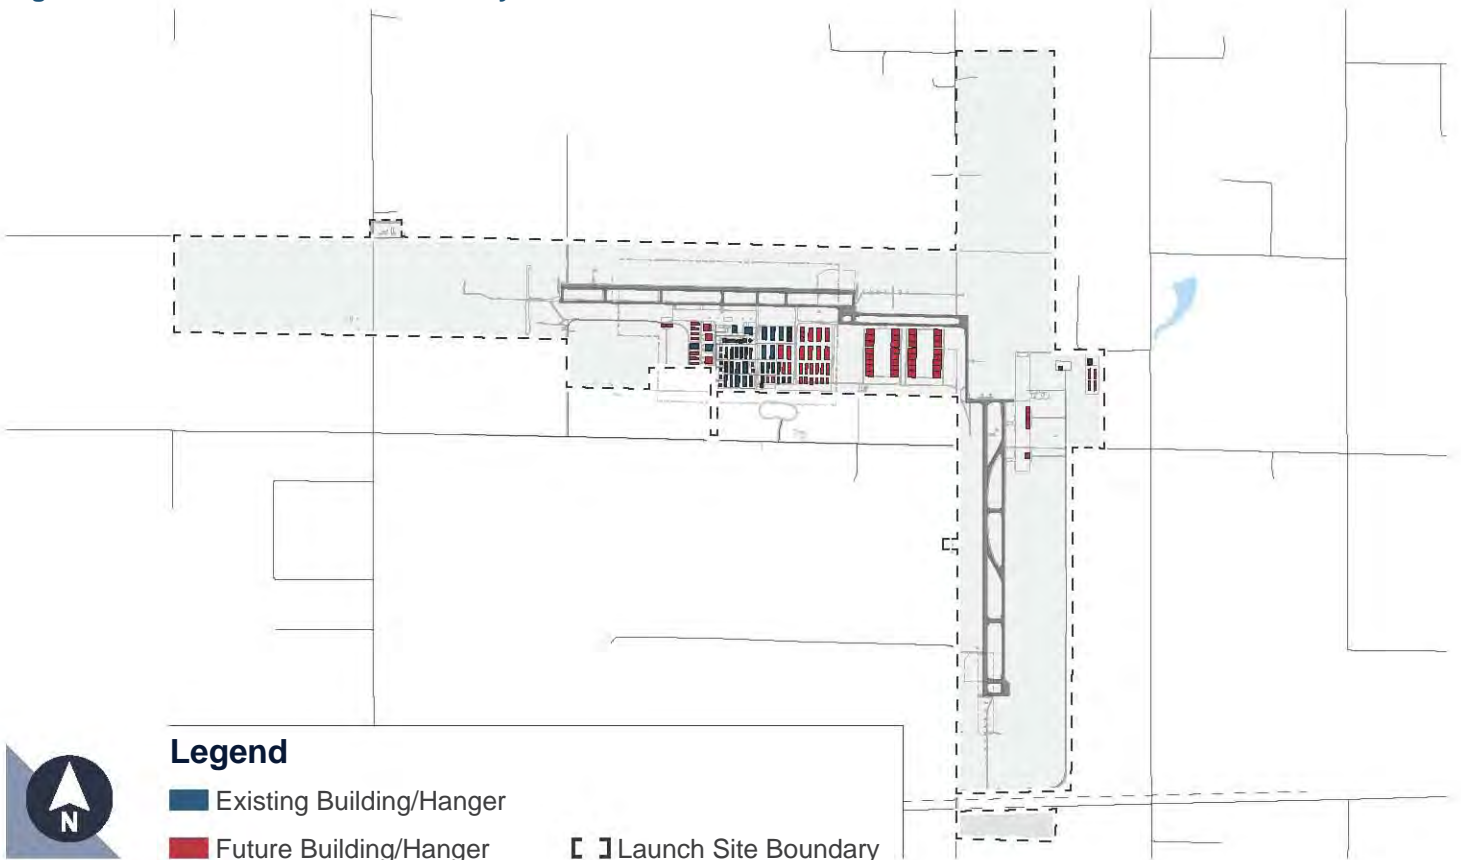 Legend
N
Existing Building/Hanger
Future Building/Hanger
Launch Site Boundary